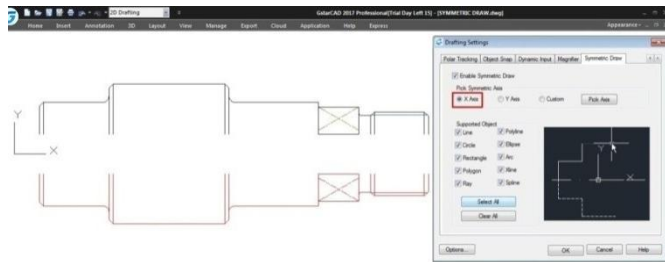 2D Drafting
GstarCAD 2017 Professional(Trial Day Left 15) - [SYMMETRIC DRAW.dwg]
Home Insert Annotation 3D Layout View Manage Export Cloud Application Help Express
Appearance
Drafting Settings
Polar Tracking Object Snap Dynamic Input Magnifier Symmetric Draw
Enable Symmetric Draw
Pick Symmetric Axis
X Axis Y Axis Custom Pick Axis
Supported Object
Line Polyline
Circle Ellipse
Rectangle Arc
Polygon Xline
Ray Spline
Select All
Clear All
Options... OK Cancel Help
Y
X
Y
X